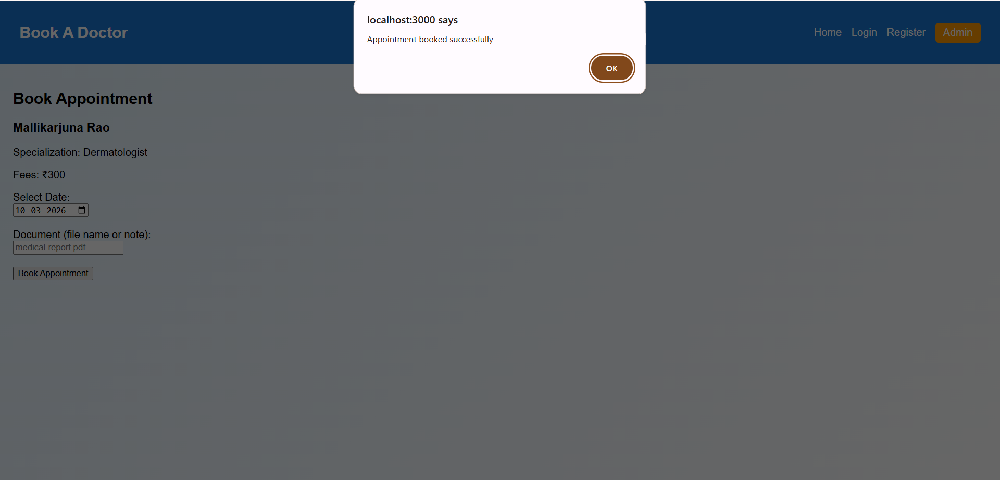 localhost:3000 says
Appointment booked successfully
OK
Book A Doctor
Home Login Register Admin
Book Appointment
Mallikarjuna Rao
Specialization: Dermatologist
Fees: ₹300
Select Date:
10-03-2026
Document (file name or note):
medical-report.pdf
Book Appointment